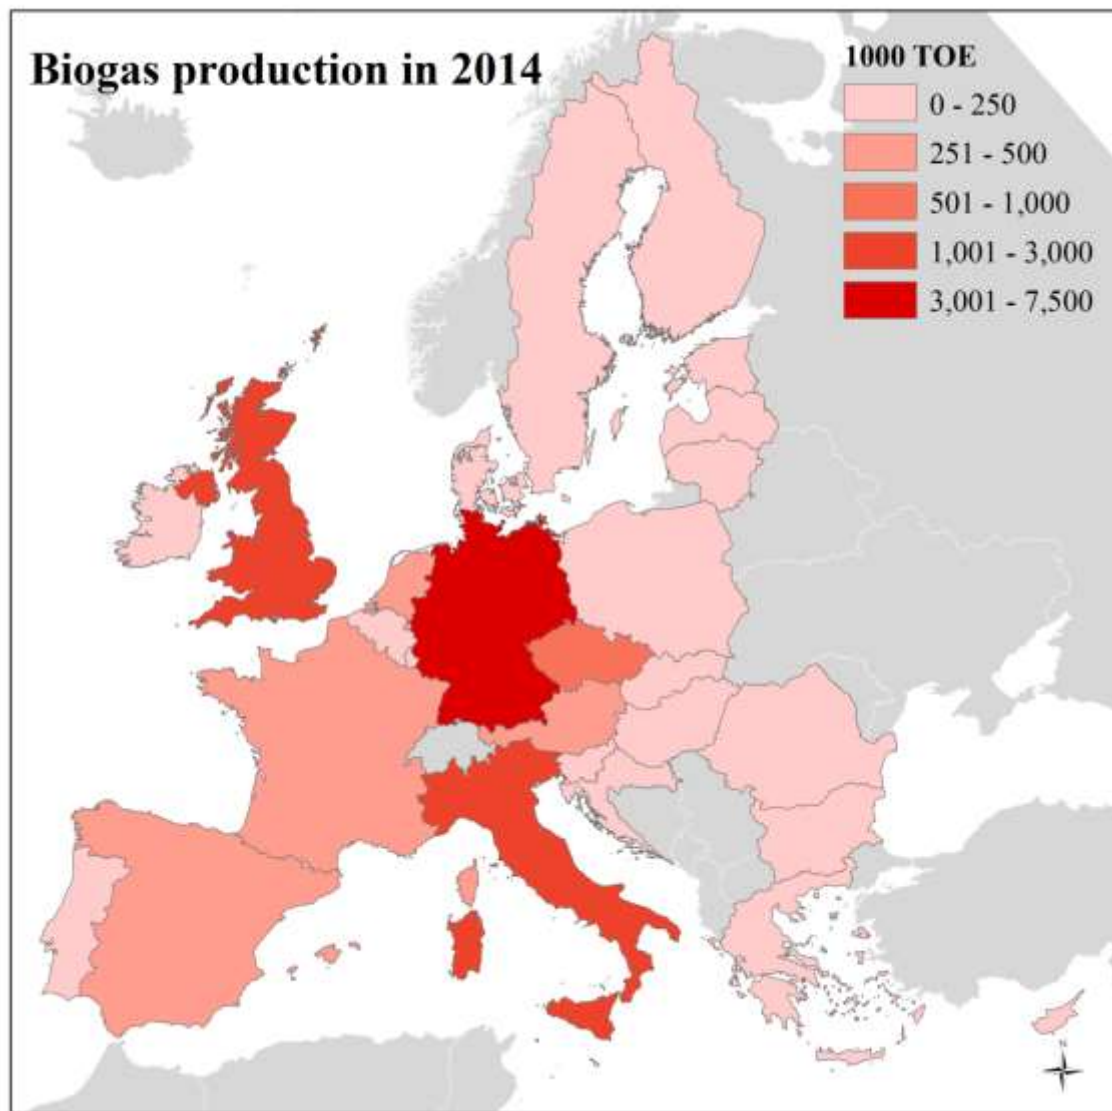 Biogas production in 2014
1000 TOE
0 - 250
251 - 500
501 - 1,000
1,001 - 3,000
3,001 - 7,500